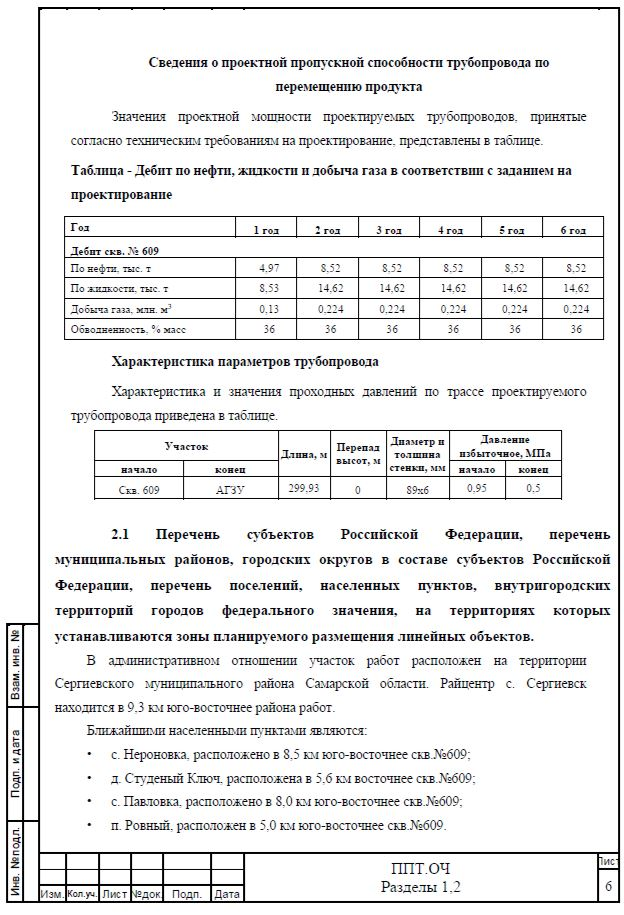 Сведения о проектной пропускной способности трубопровода по
перемещению продукта
Значения проектной мощности проектируемых трубопроводов, принятые
согласно техническим требованиям на проектирование, представлены в таблице.
Таблица - Дебит по нефти, жидкости и добыча газа в соответствии с заданием на
проектирование
Год 1 год 2 год 3 год 4 год 5 год 6 год
Дебит скв. № 609
По нефти, тыс. т 4,97 8,52 8,52 8,52 8,52 8,52
По жидкости, тыс. т 8,53 14,62 14,62 14,62 14,62 14,62
Добыча газа, млн. м³ 0,13 0,224 0,224 0,224 0,224 0,224
Обводненность, % масс 36 36 36 36 36 36
Характеристика параметров трубопровода
Характеристика и значения проходных давлений по трассе проектируемого
трубопровода приведена в таблице.
Участок Длина, м Перепад высот, м Диаметр и толщина стенки, мм Давление избыточное, МПа
начало конец начало конец
Скв. 609 АГЗУ 299,93 0 89х6 0,95 0,5
2.1 Перечень субъектов Российской Федерации, перечень
муниципальных районов, городских округов в составе субъектов Российской
Федерации, перечень поселений, населенных пунктов, внутригородских
территорий городов федерального значения, на территориях которых
устанавливаются зоны планируемого размещения линейных объектов.
В административном отношении участок работ расположен на территории
Сергиевского муниципального района Самарской области. Райцентр с. Сергиевск
находится в 9,3 км юго-восточнее района работ.
Ближайшими населенными пунктами являются:
• с. Нероновка, расположено в 8,5 км юго-восточнее скв.№609;
• д. Студеный Ключ, расположена в 5,6 км восточнее скв.№609;
• с. Павловка, расположено в 8,0 км юго-восточнее скв.№609;
• п. Ровный, расположен в 5,0 км юго-восточнее скв.№609.
Взам. инв. №
Подп. и дата
Инв. №подл.
Изм. Кол.уч. Лист №док. Подп. Дата
ППТ.ОЧ
Разделы 1,2
Лист
6